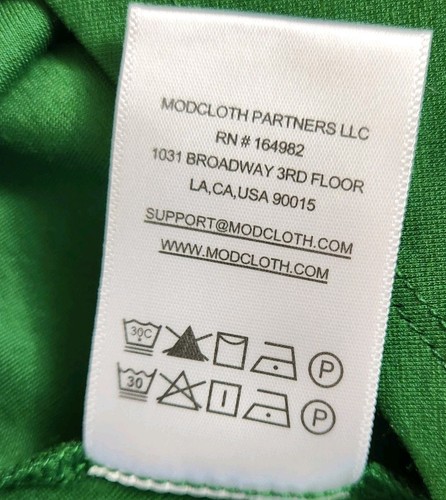 MODCLOTH PARTNERS LLC
RN # 164982
1031 BROADWAY 3RD FLOOR
LA,CA,USA 90015
SUPPORT@MODCLOTH.COM
WWW.MODCLOTH.COM
30C P
30 P